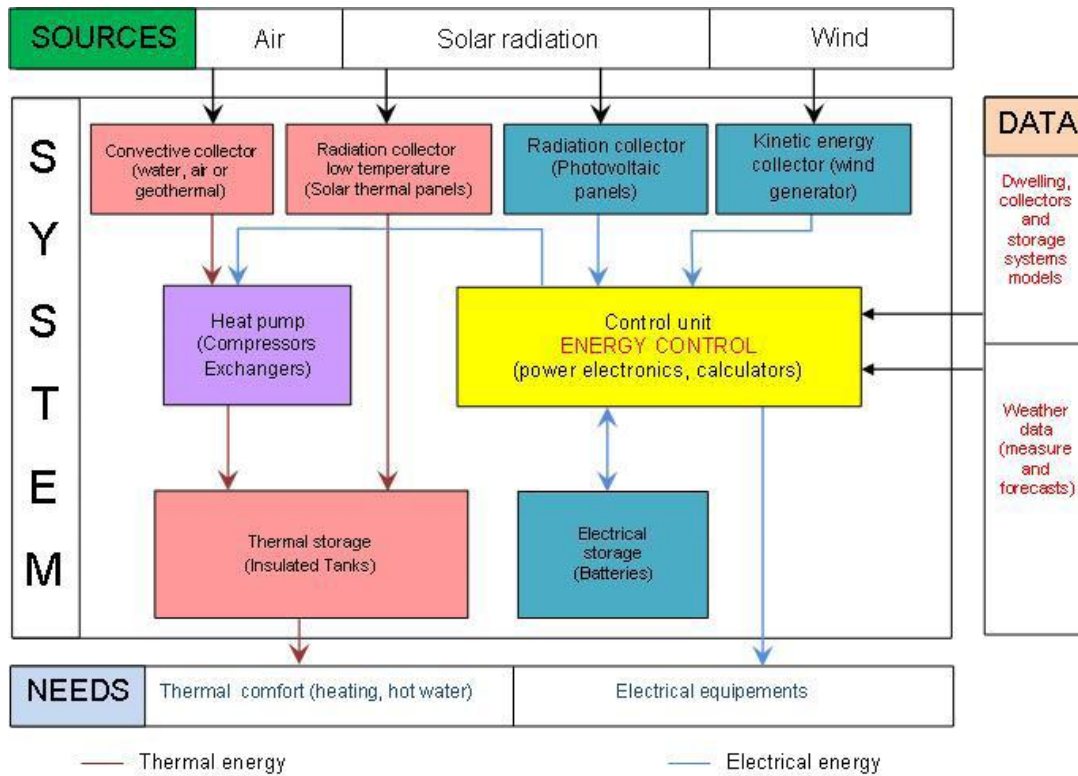 SOURCES
Air
Solar radiation
Wind
S
Y
S
T
E
M
Convective collector
(water, air or
geothermal)
Radiation collector
low temperature
(Solar thermal panels)
Radiation collector
(Photovoltaic
panels)
Kinetic energy
collector (wind
generator)
DATA
Dwelling,
collectors
and
storage
systems
models
Heat pump
(Compressors
Exchangers)
Control unit
ENERGY CONTROL
(power electronics, calculators)
Weather
data
(measure
and
forecasts)
Thermal storage
(Insulated Tanks)
Electrical
storage
(Batteries)
NEEDS
Thermal comfort (heating, hot water)
Electrical equipements
Thermal energy
Electrical energy